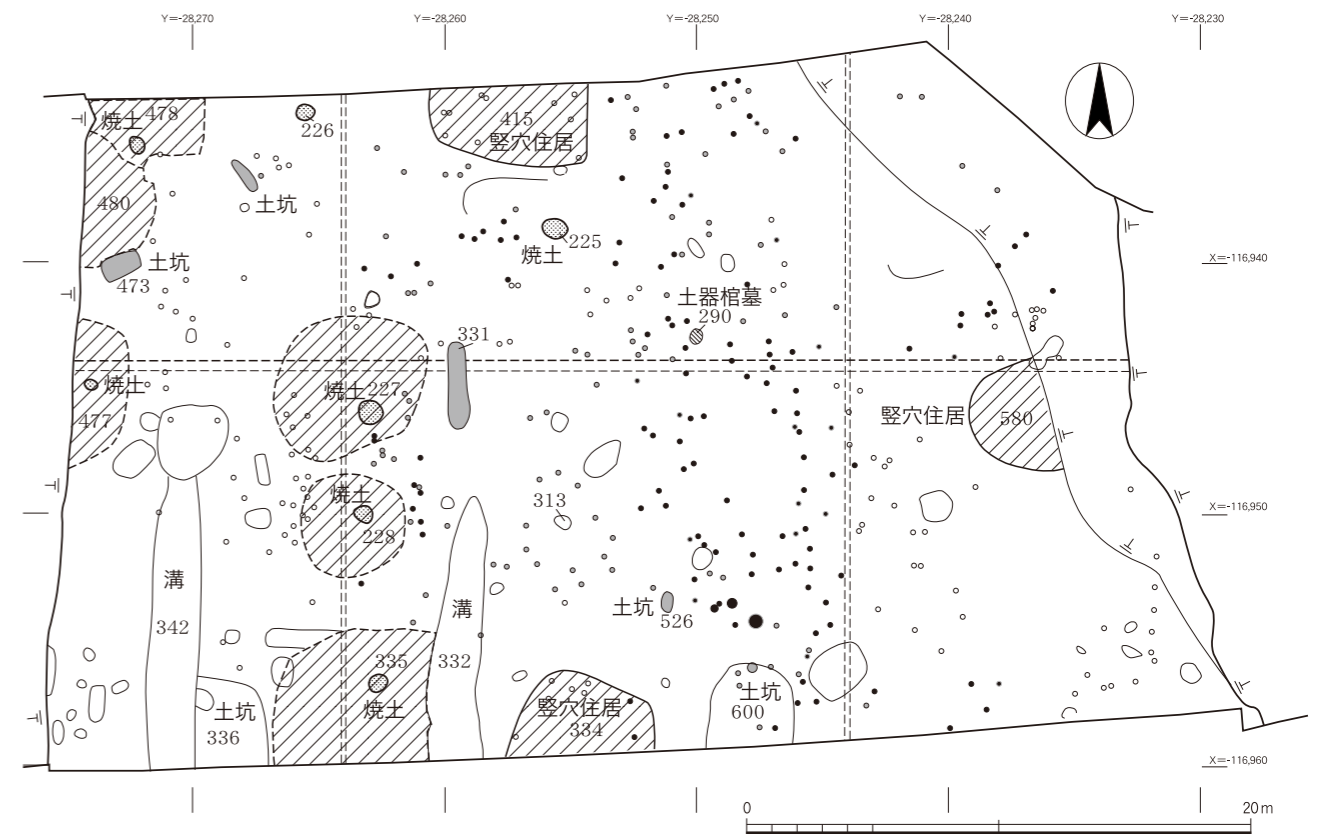 Y=-28,270
Y=-28,260
Y=-28,250
Y=-28,240
Y=-28,230
焼土
478
226
415
竪穴住居
480
土坑
225
焼土
土坑
473
X=-116,940
土器棺墓
290
331
焼土
477
焼土227
竪穴住居
580
焼土
228
313
X=-116,950
溝
342
溝
332
土坑
526
335
焼土
土坑
336
竪穴住居
334
土坑
600
X=-116,960
0
20m